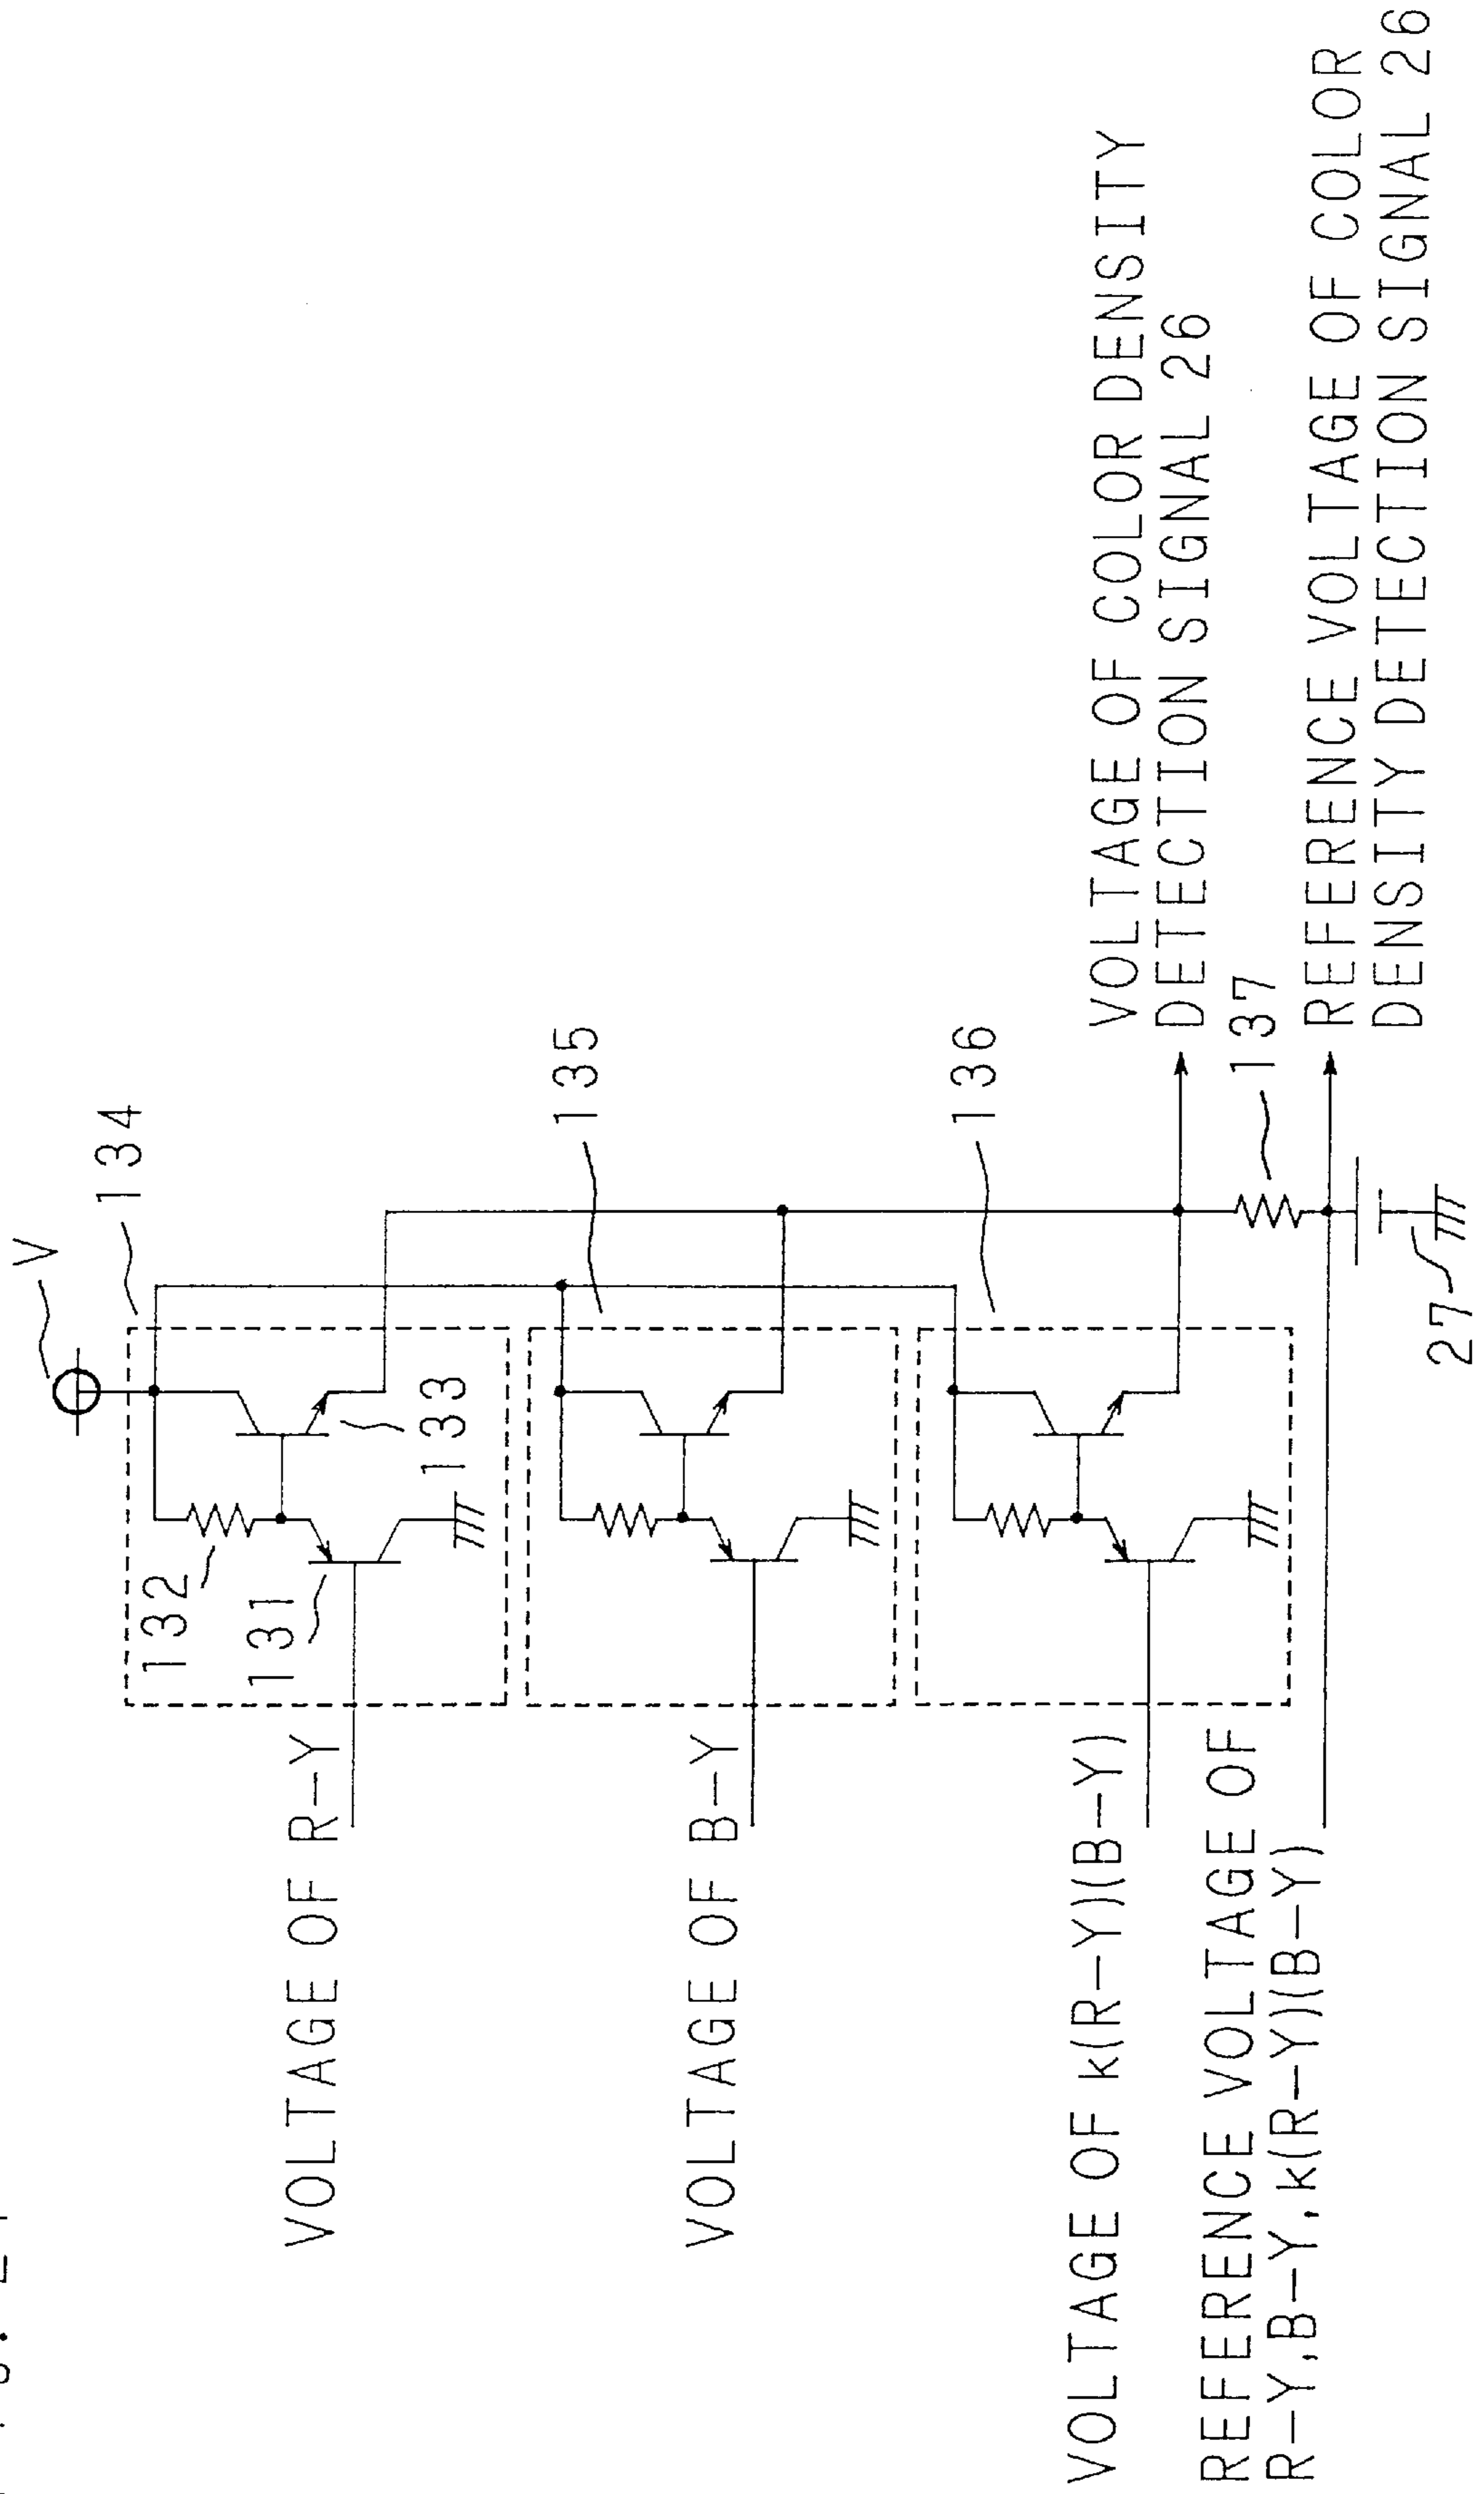 V
134
132
131
133
VOLTAGE OF R-Y
135
VOLTAGE OF B-Y
136
VOLTAGE OF k(R-Y)(B-Y)
VOLTAGE OF COLOR DENSITY
DETECTION SIGNAL 26
137
REFERENCE VOLTAGE OF
R-Y,B-Y,k(R-Y)(B-Y)
REFERENCE VOLTAGE OF COLOR
DENSITY DETECTION SIGNAL 26
27